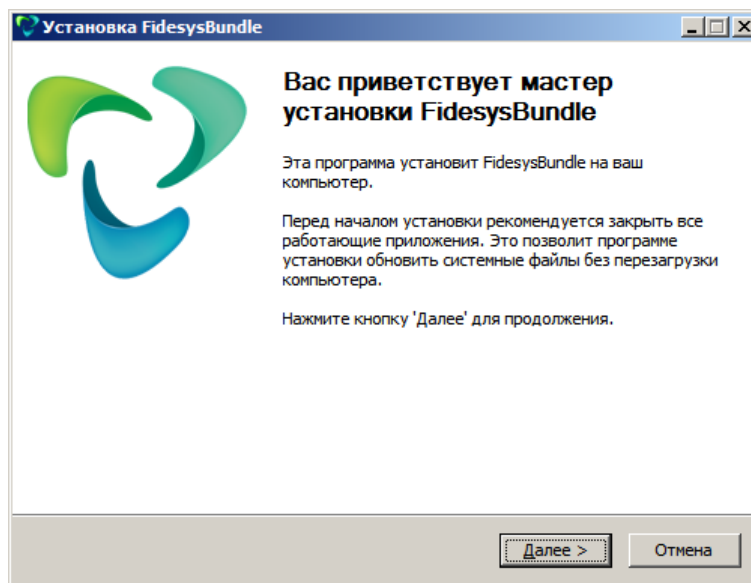 Установка FidesysBundle
Вас приветствует мастер
установки FidesysBundle
Эта программа установит FidesysBundle на ваш
компьютер.
Перед началом установки рекомендуется закрыть все
работающие приложения. Это позволит программе
установки обновить системные файлы без перезагрузки
компьютера.
Нажмите кнопку 'Далее' для продолжения.
Далее >
Отмена